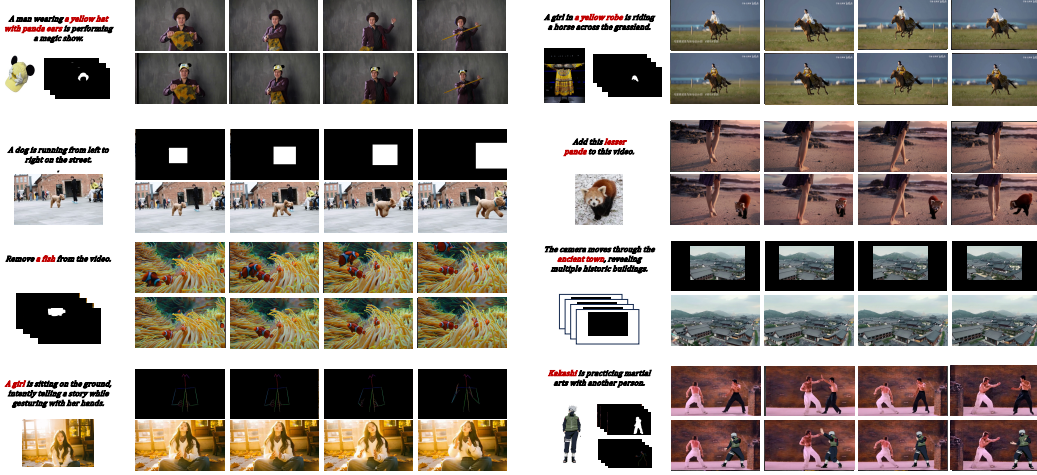 A man wearing a yellow hat
with panda ears is performing
a magic show.
A girl in a yellow robe is riding
a horse across the grassland.
A dog is running from left to
right on the street.
Add this lesser
panda to this video.
Remove a fish from the video.
The camera moves through the
ancient town, revealing
multiple historic buildings.
A girl is sitting on the ground,
intently telling a story while
gesturing with her hands.
Kakashi is practicing martial
arts with another person.